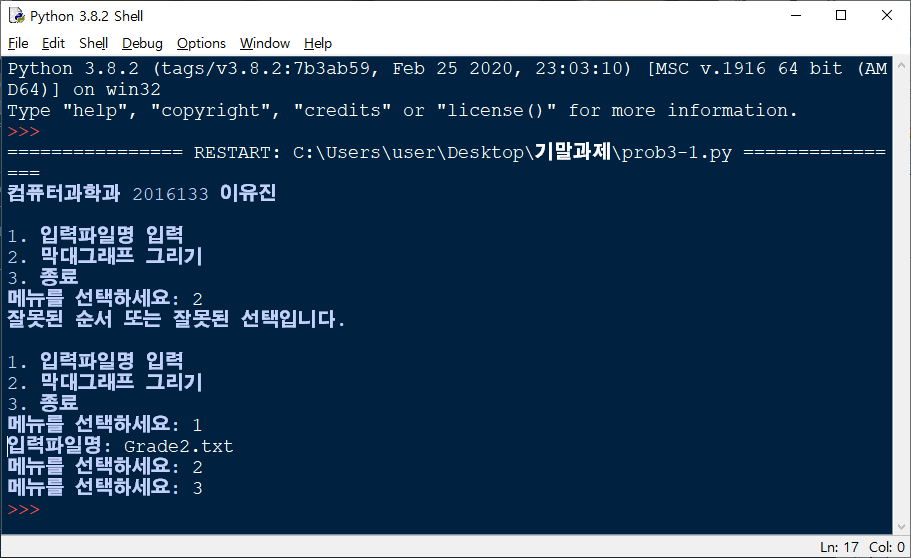 Python 3.8.2 Shell
File Edit Shell Debug Options Window Help
Python 3.8.2 (tags/v3.8.2:7b3ab59, Feb 25 2020, 23:03:10) [MSC v.1916 64 bit (AM
D64)] on win32
Type "help", "copyright", "credits" or "license()" for more information.
>>>
================ RESTART: C:\Users\user\Desktop\기말과제\prob3-1.py =============
===
컴퓨터과학과 2016133 이유진
1. 입력파일명 입력
2. 막대그래프 그리기
3. 종료
메뉴를 선택하세요: 2
잘못된 순서 또는 잘못된 선택입니다.
1. 입력파일명 입력
2. 막대그래프 그리기
3. 종료
메뉴를 선택하세요: 1
입력파일명: Grade2.txt
메뉴를 선택하세요: 2
메뉴를 선택하세요: 3
>>>
Ln: 17 Col: 0